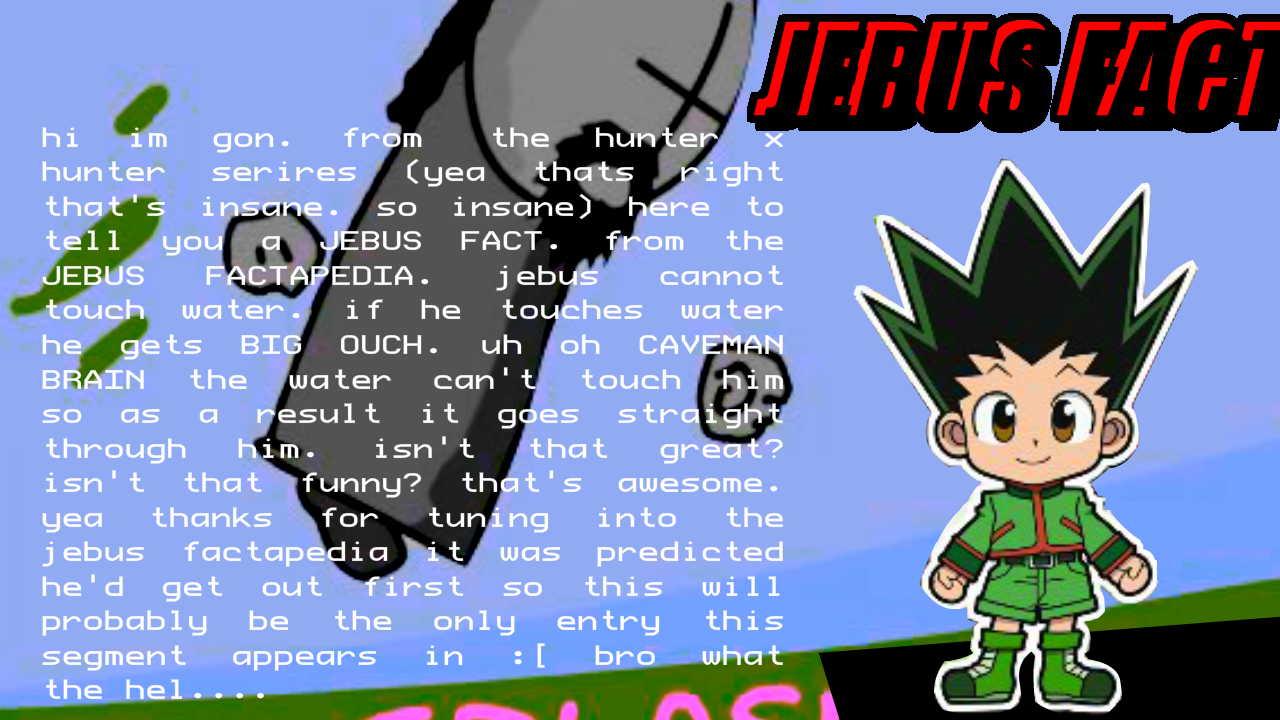 JEBUS FACT
hi im gon. from the hunter x
hunter serires (yea thats right
that's insane. so insane) here to
tell you a JEBUS FACT. from the
JEBUS FACTAPEDIA. jebus cannot
touch water. if he touches water
he gets BIG OUCH. uh oh CAVEMAN
BRAIN the water can't touch him
so as a result it goes straight
through him. isn't that great?
isn't that funny? that's awesome.
yea thanks for tuning into the
jebus factapedia it was predicted
he'd get out first so this will
probably be the only entry this
segment appears in :[ bro what
the hel....